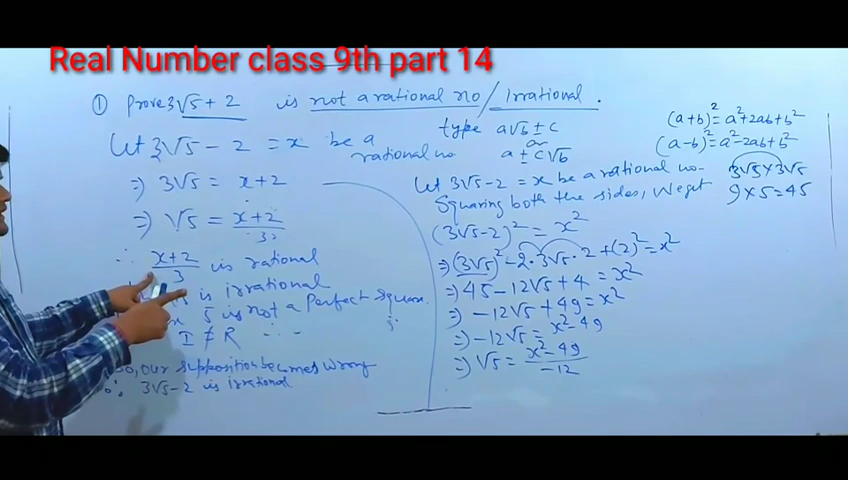 Real Number class 9th part 14
① Prove 3√5 + 2 is not a rational no / irrational.
type a√b ± c
or
a ± c√b
(a+b)² = a²+2ab+b²
(a-b)² = a²-2ab+b²
3√5 × 3√5
9 × 5 = 45
Let 3√5 - 2 = x be a
rational no
⇒ 3√5 = x+2
⇒ √5 = x+2/3
∴ x+2/3 is rational
is irrational
5 is not a Perfect Square.
I ≠ R
So, our supposition becomes wrong
∴ 3√5-2 is irrational
Let 3√5-2 = x be a rational no-
Squaring both the sides, We get
(3√5-2)² = x²
⇒ (3√5)² - 2·3√5·2 + (2)² = x²
⇒ 45 - 12√5 + 4 = x²
⇒ - 12√5 + 49 = x²
⇒ - 12√5 = x² - 49
⇒ √5 = x² - 49/-12